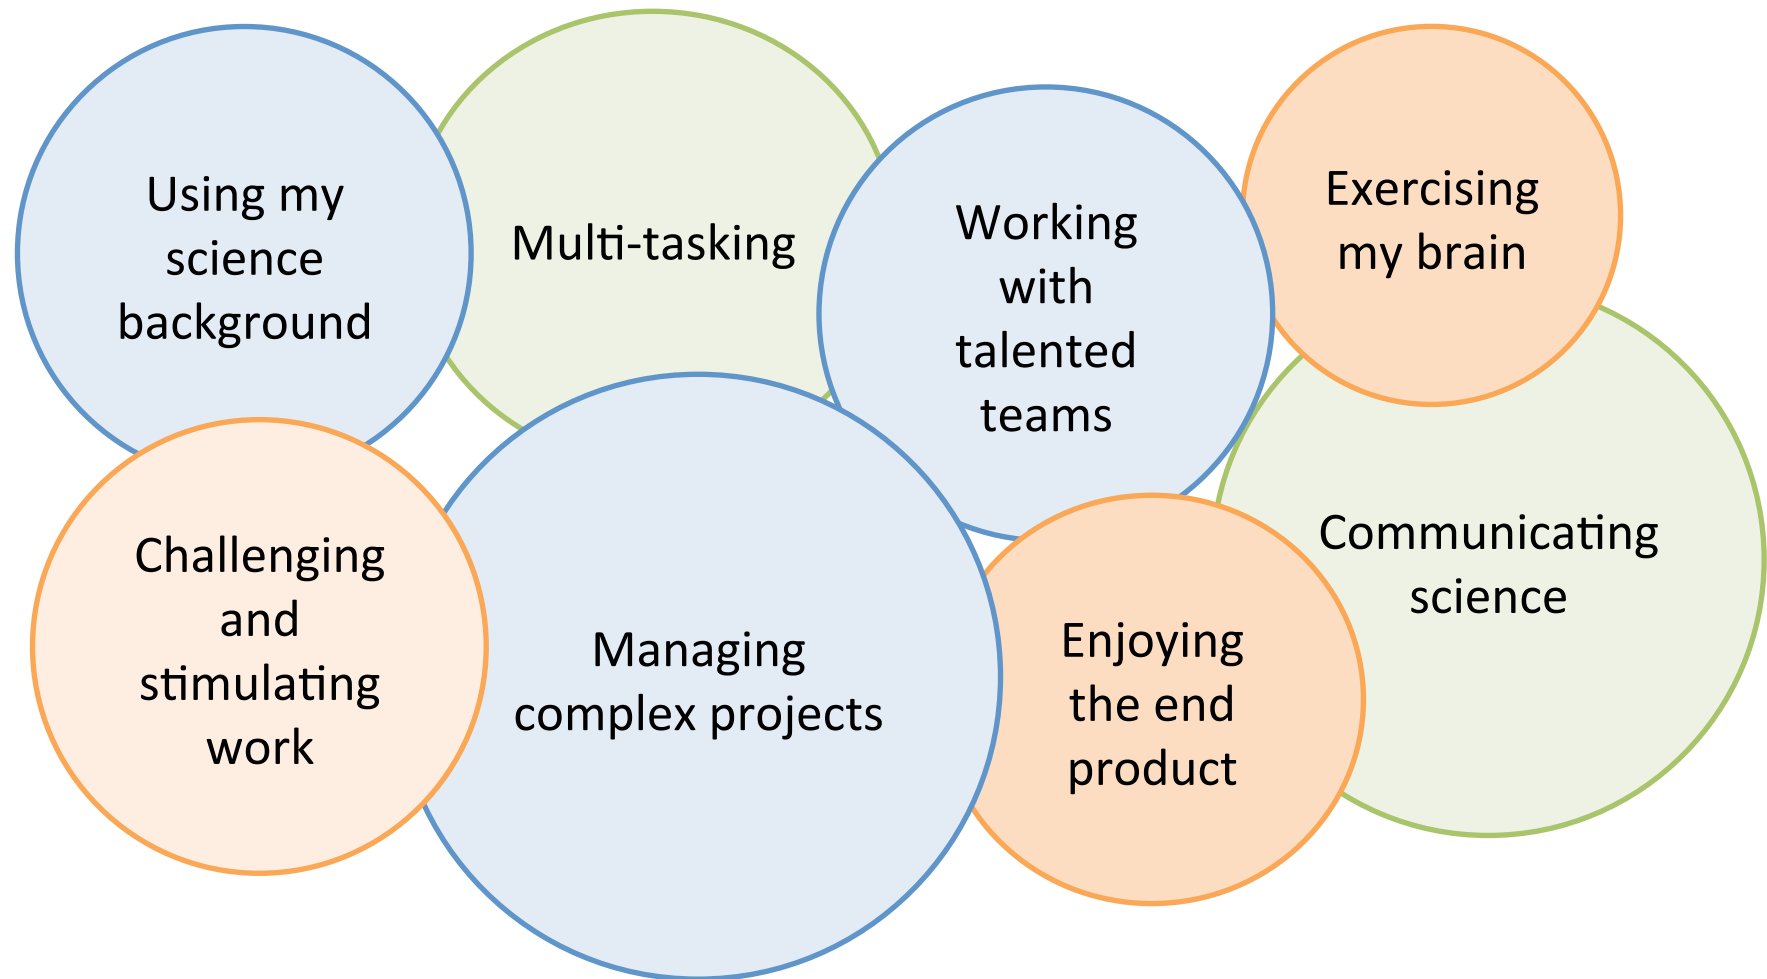 Using my
science
background
Multi-tasking
Working
with
talented
teams
Exercising
my brain
Challenging
and
stimulating
work
Managing
complex projects
Enjoying
the end
product
Communicating
science